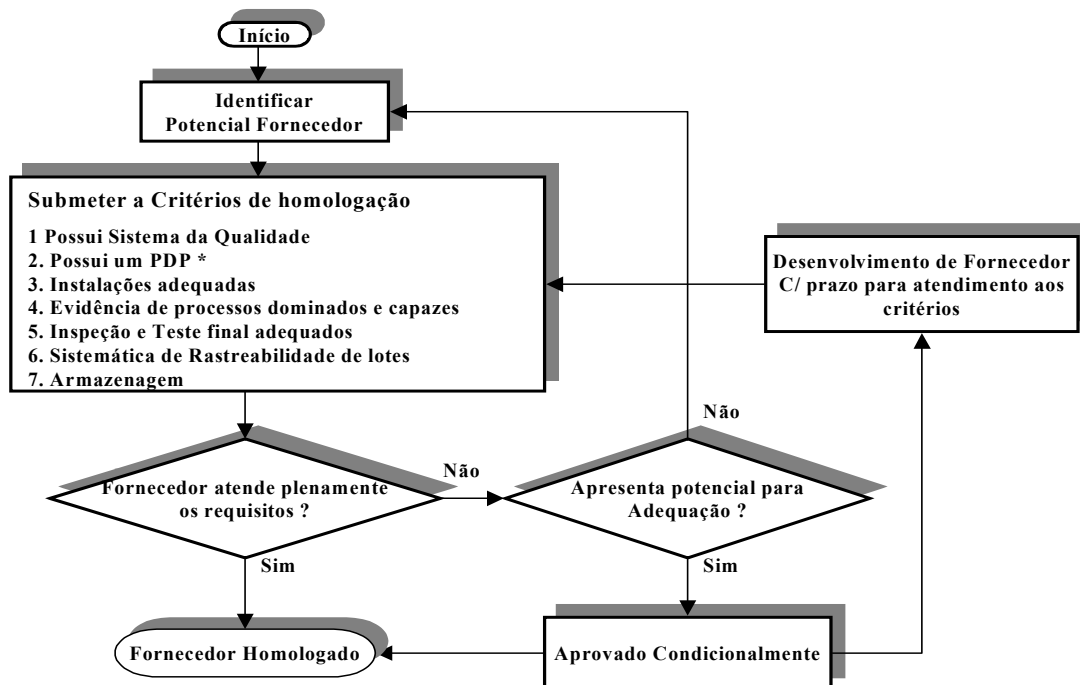 Início
Identificar
Potencial Fornecedor
Submeter a Critérios de homologação
1 Possui Sistema da Qualidade
2. Possui um PDP *
3. Instalações adequadas
4. Evidência de processos dominados e capazes
5. Inspeção e Teste final adequados
6. Sistemática de Rastreabilidade de lotes
7. Armazenagem
Desenvolvimento de Fornecedor
C/ prazo para atendimento aos
critérios
Fornecedor atende plenamente
os requisitos ?
Não
Sim
Apresenta potencial para
Adequação ?
Não
Sim
Fornecedor Homologado
Aprovado Condicionalmente